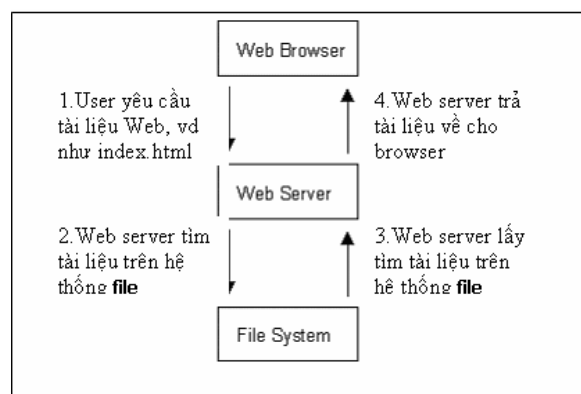 Web Browser
1.User yêu cầu
tài liệu Web, vd
như index.html
4.Web server trả
tài liệu về cho
browser
Web Server
2.Web server tìm
tài liệu trên hệ
thống file
3.Web server lấy
tìm tài liệu trên
hê thống file
File System